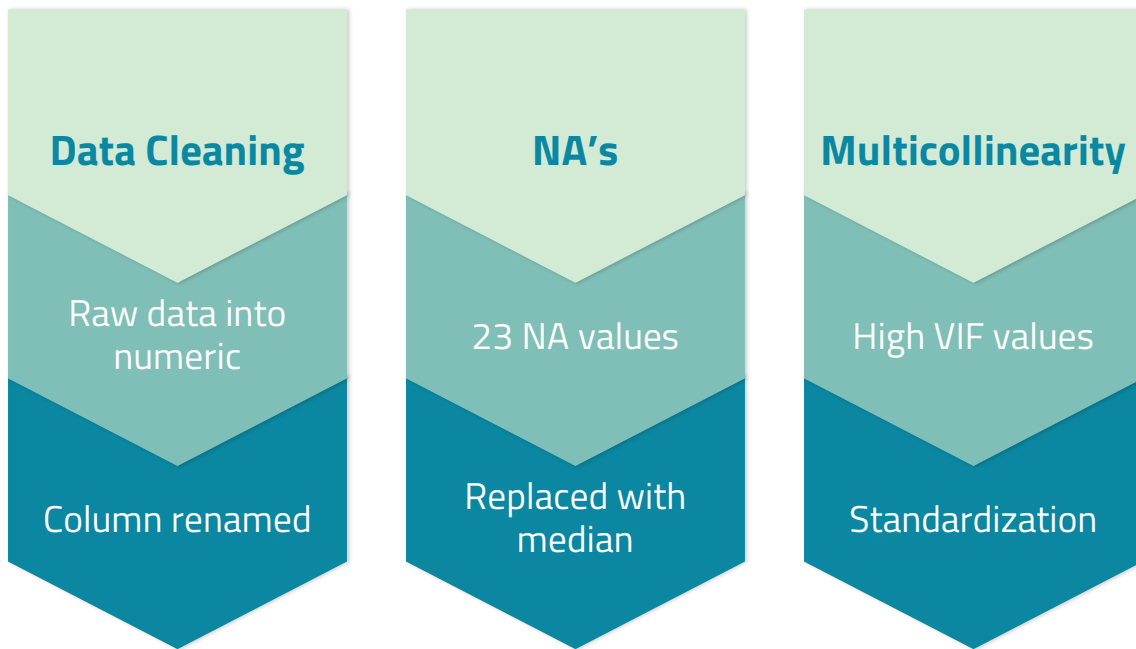 Data Cleaning
Raw data into
numeric
Column renamed
NA's
23 NA values
Replaced with
median
Multicollinearity
High VIF values
Standardization